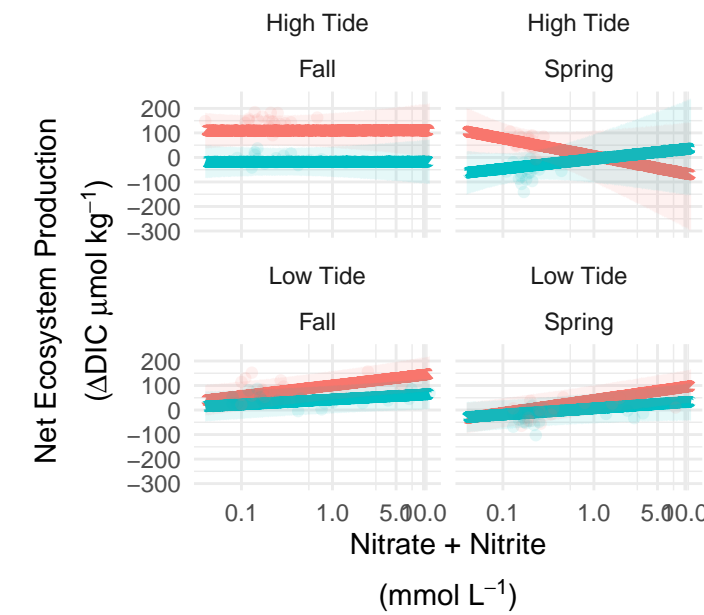 High Tide
High Tide
Fall
Spring
200
100
0
−100
−200
−300
Low Tide
Low Tide
Fall
Spring
200
100
0
−100
−200
−300
0.1 1.0 5.0 10.0
0.1 1.0 5.0 10.0
Nitrate + Nitrite
(mmol L⁻¹)
Net Ecosystem Production
(ΔDIC μmol kg⁻¹)